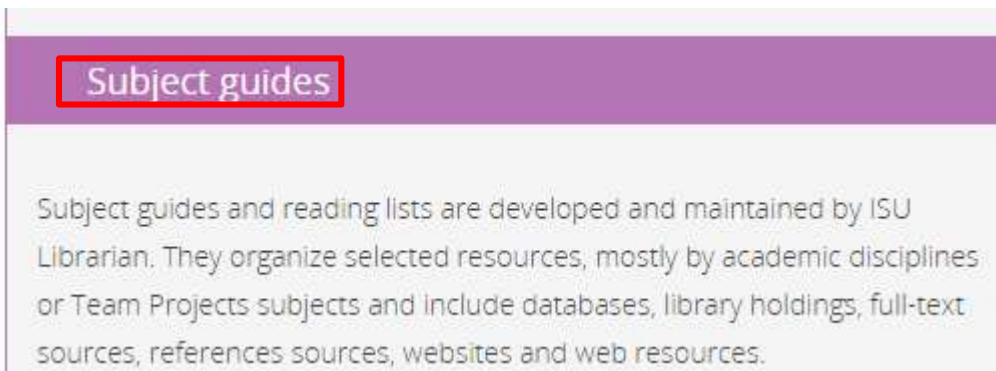 Subject guides
Subject guides and reading lists are developed and maintained by ISU
Librarian. They organize selected resources, mostly by academic disciplines
or Team Projects subjects and include databases, library holdings, full-text
sources, references sources, websites and web resources.